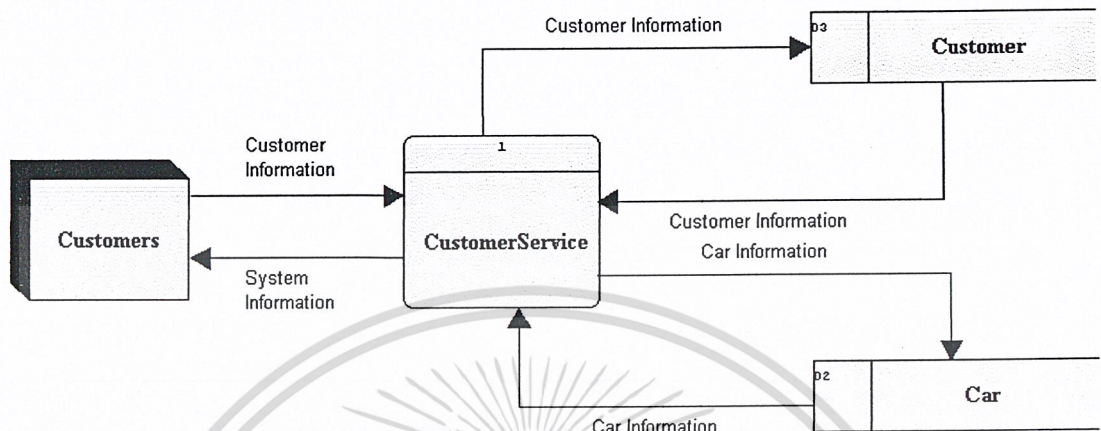 Customer Information
D3
Customer
Customer
Information
1
Customers
CustomerService
Customer Information
Car Information
System
Information
D2
Car
Car Information